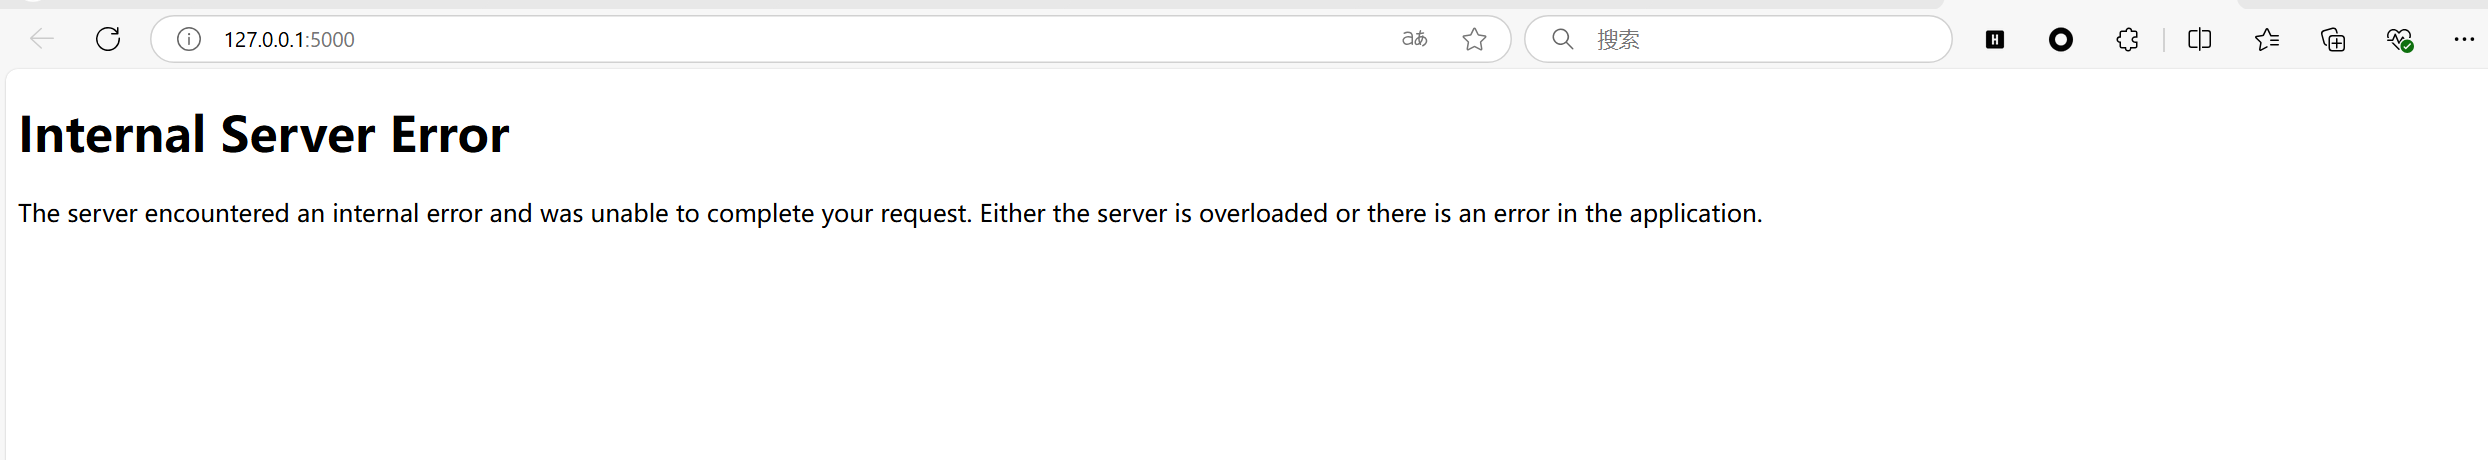 127.0.0.1:5000
aあ
搜索
H
Internal Server Error
The server encountered an internal error and was unable to complete your request. Either the server is overloaded or there is an error in the application.